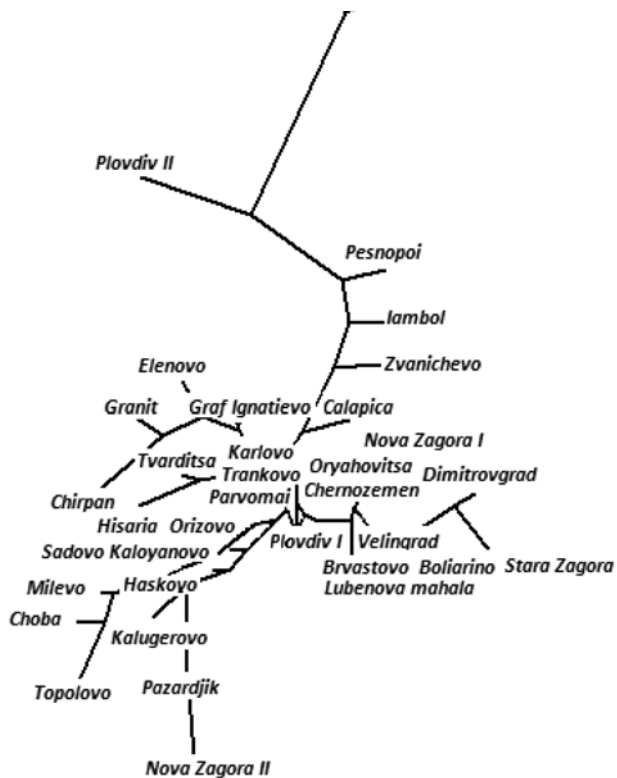 Plovdiv II
Pesnopoi
Iambol
Elenovo
Zvanichevo
Granit
Graf Ignatievo
Calapica
Nova Zagora I
Karlovo
Tvarditsa
Oryahovitsa
Trankovo
Dimitrovgrad
Chernozemen
Chirpan
Parvomai
Hisaria
Orizovo
Plovdiv I
Velingrad
Sadovo
Kaloyanovo
Brvastovo
Boliarino
Stara Zagora
Milevo
Haskovo
Lubenova mahala
Choba
Kalugerovo
Topolovo
Pazardjik
Nova Zagora II